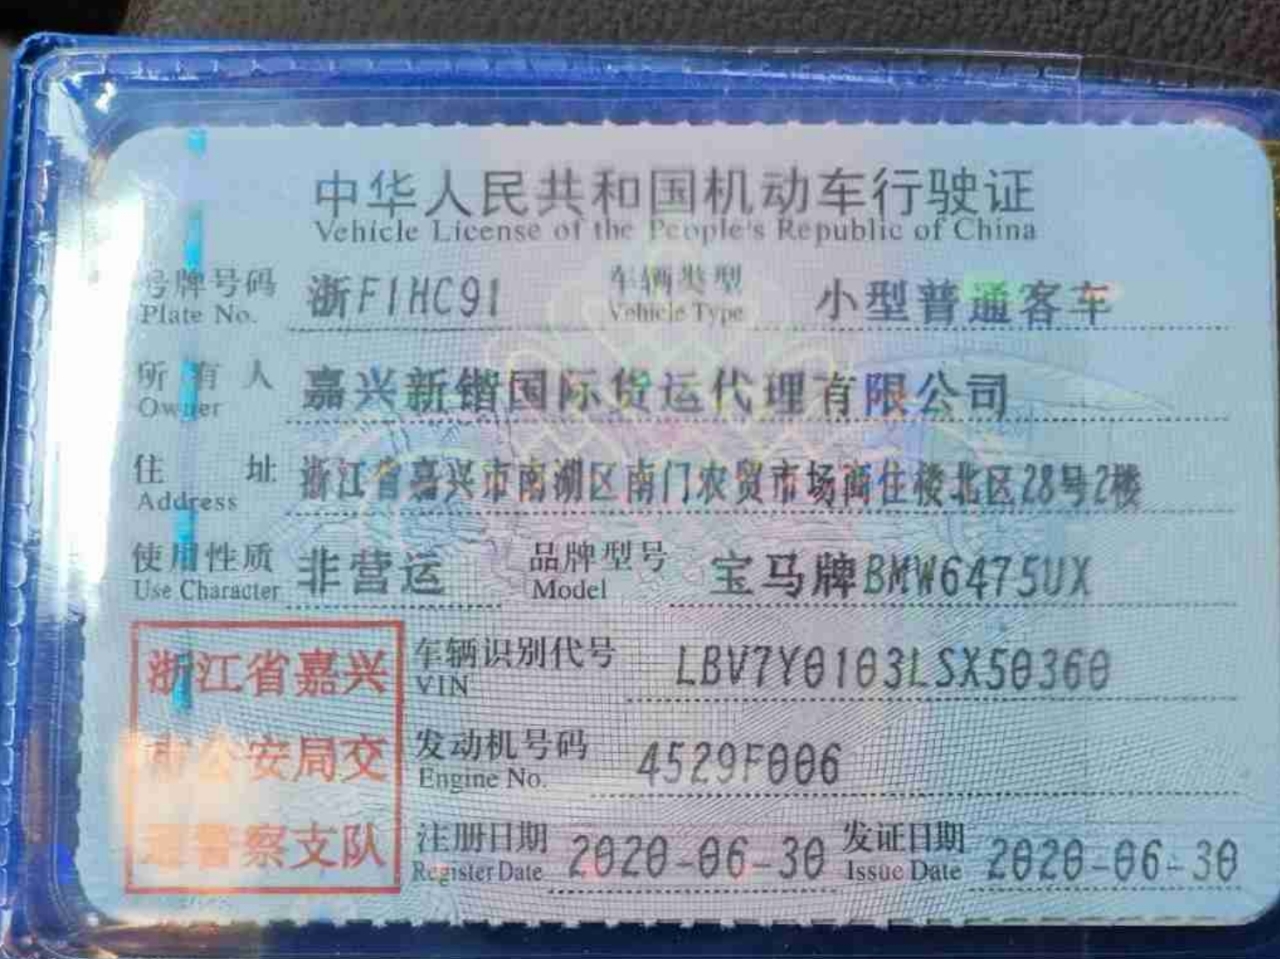 中华人民共和国机动车行驶证
Vehicle License of the People's Republic of China
号牌号码 浙F1HC91 车辆类型 小型普通客车
Plate No. Vehicle Type
所有人 嘉兴新锴国际货运代理有限公司
Owner
住址 浙江省嘉兴市南湖区南门农贸市场商住楼北区28号2楼
Address
使用性质 非营运 品牌型号 宝马牌BMW6475UX
Use Character Model
浙江省嘉兴
市公安局交
通警察支队
车辆识别代号 LBV7Y0103LSX50360
VIN
发动机号码 4529F006
Engine No.
注册日期 2020-06-30 发证日期 2020-06-30
Register Date Issue Date